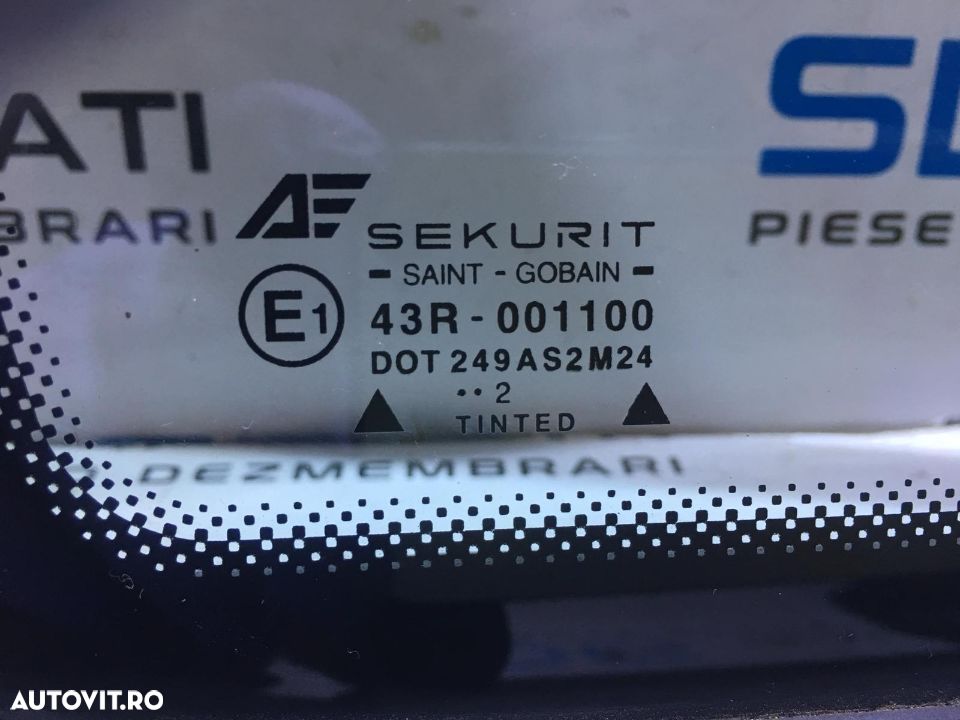 ATI
BRARI
SEKURIT
SAINT - GOBAIN
E1
43R - 001100
DOT 249AS2M24
•• 2
TINTED
PIESE
DEZMEMBRARI
AUTOVIT.RO